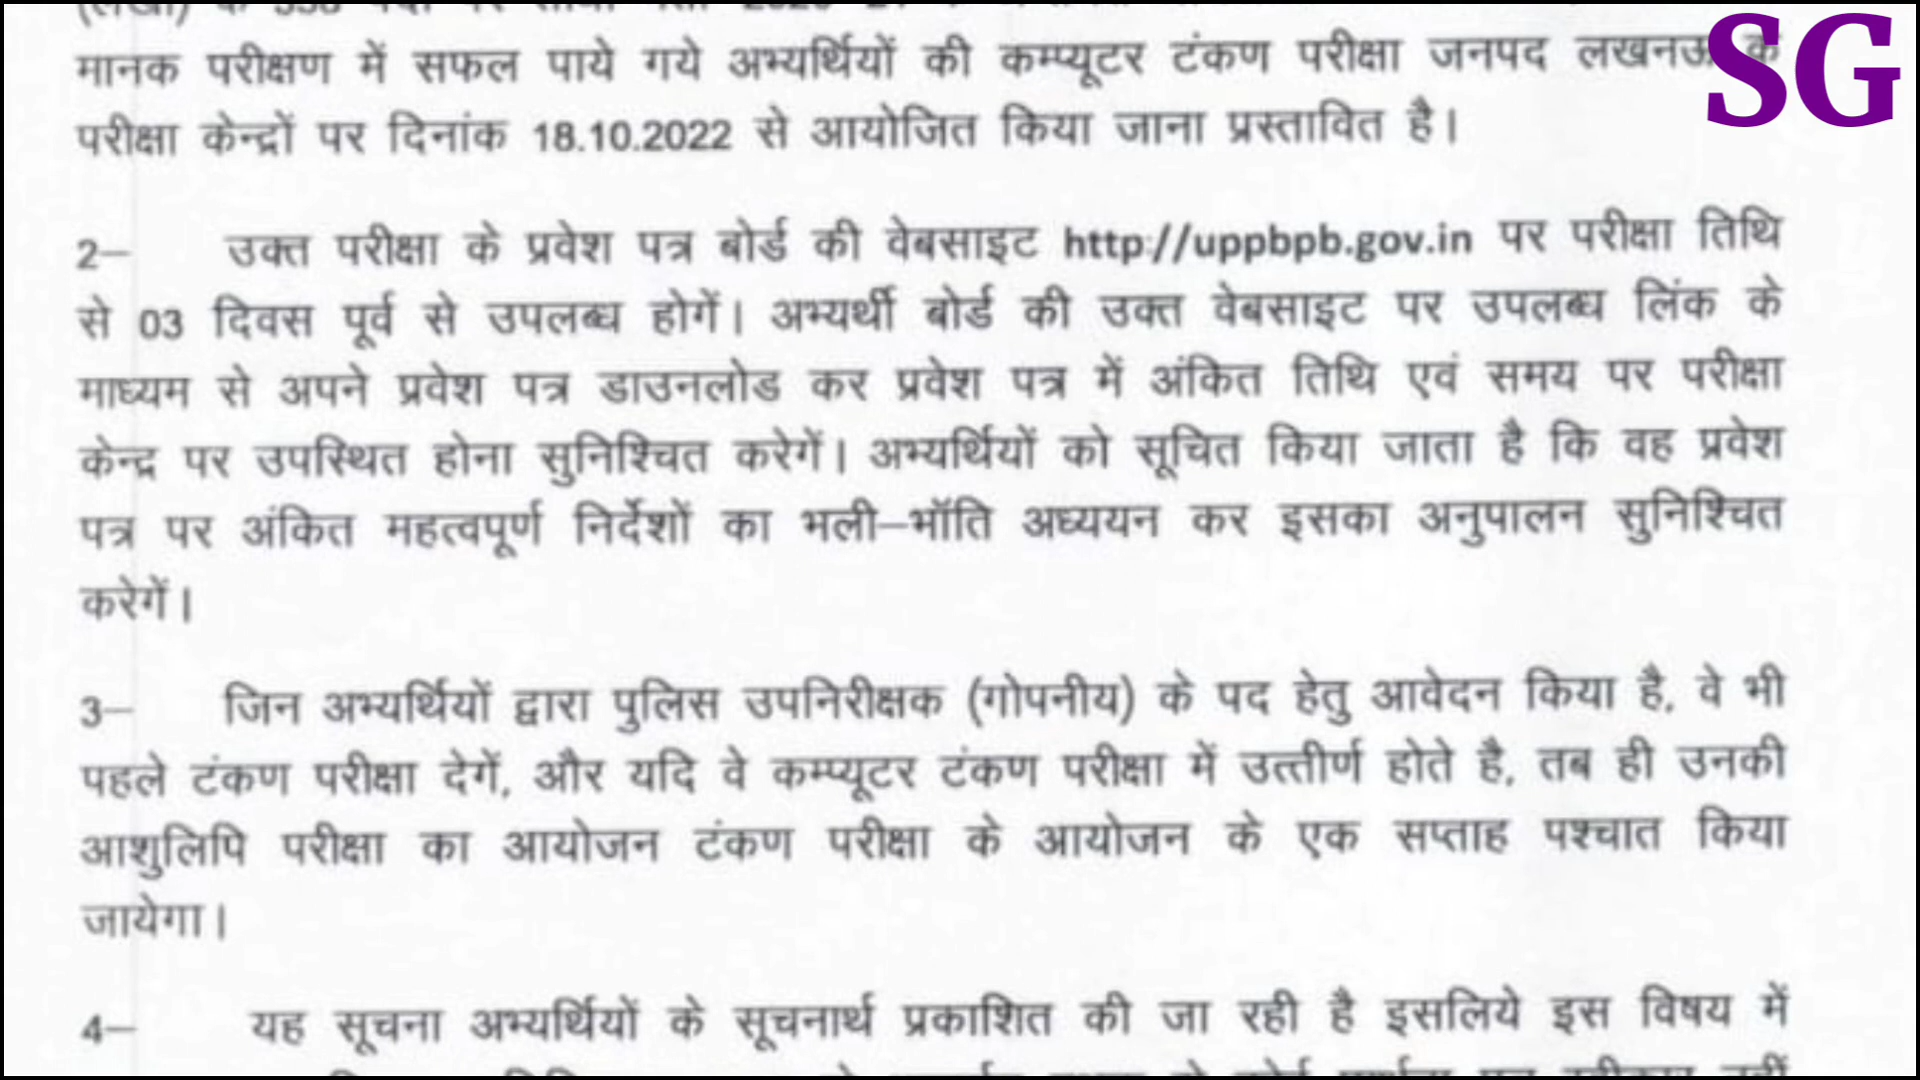 SG
मानक परीक्षण में सफल पाये गये अभ्यर्थियों की कम्प्यूटर टंकण परीक्षा जनपद लखनऊ के
परीक्षा केन्द्रों पर दिनांक 18.10.2022 से आयोजित किया जाना प्रस्तावित है।
2— उक्त परीक्षा के प्रवेश पत्र बोर्ड की वेबसाइट http://uppbpb.gov.in पर परीक्षा तिथि
से 03 दिवस पूर्व से उपलब्ध होगें। अभ्यर्थी बोर्ड की उक्त वेबसाइट पर उपलब्ध लिंक के
माध्यम से अपने प्रवेश पत्र डाउनलोड कर प्रवेश पत्र में अंकित तिथि एवं समय पर परीक्षा
केन्द्र पर उपस्थित होना सुनिश्चित करेगें। अभ्यर्थियों को सूचित किया जाता है कि वह प्रवेश
पत्र पर अंकित महत्वपूर्ण निर्देशों का भली—भॉति अध्ययन कर इसका अनुपालन सुनिश्चित
करेगें।
3— जिन अभ्यर्थियों द्वारा पुलिस उपनिरीक्षक (गोपनीय) के पद हेतु आवेदन किया है, वे भी
पहले टंकण परीक्षा देगें, और यदि वे कम्प्यूटर टंकण परीक्षा में उत्तीर्ण होते है, तब ही उनकी
आशुलिपि परीक्षा का आयोजन टंकण परीक्षा के आयोजन के एक सप्ताह पश्चात किया
जायेगा।
4— यह सूचना अभ्यर्थियों के सूचनार्थ प्रकाशित की जा रही है इसलिये इस विषय में